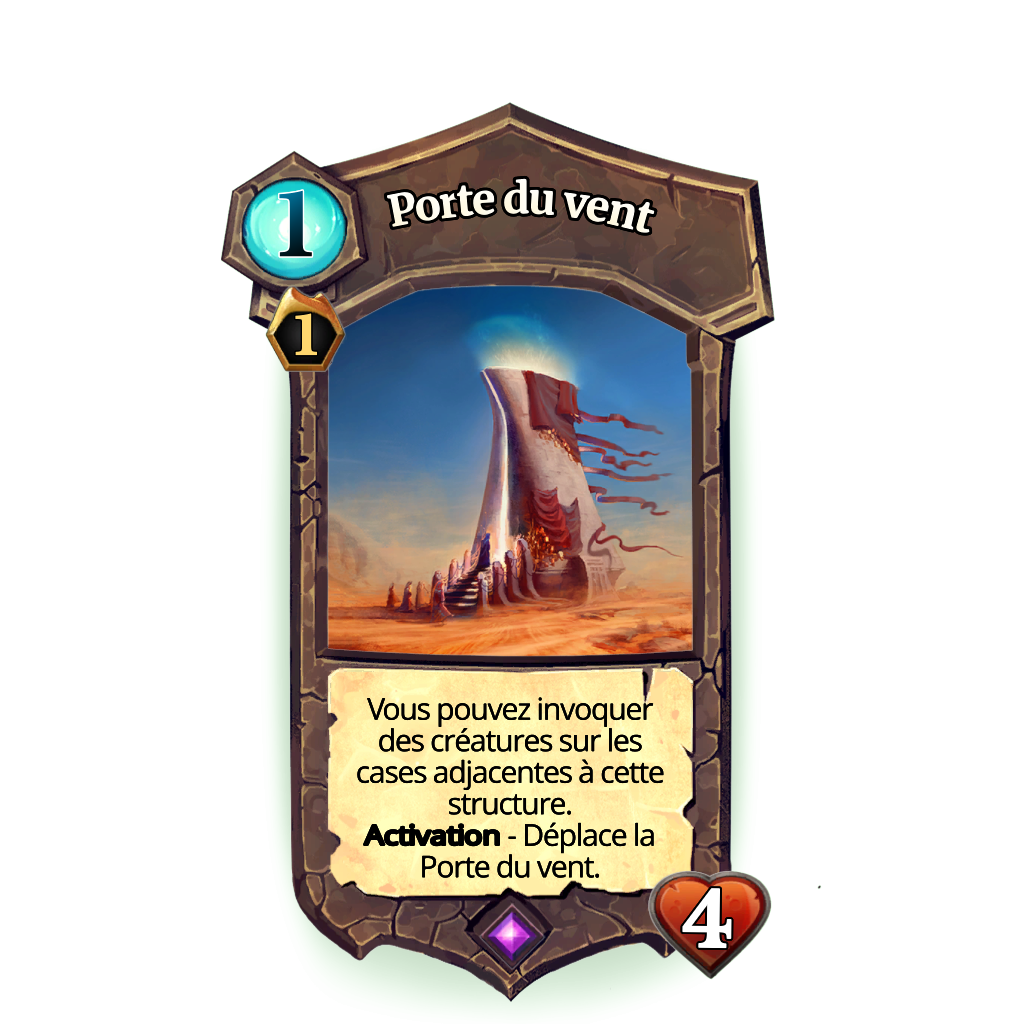 1
Porte du vent
1
Vous pouvez invoquer
des créatures sur les
cases adjacentes à cette
structure.
Activation - Déplace la
Porte du vent.
4